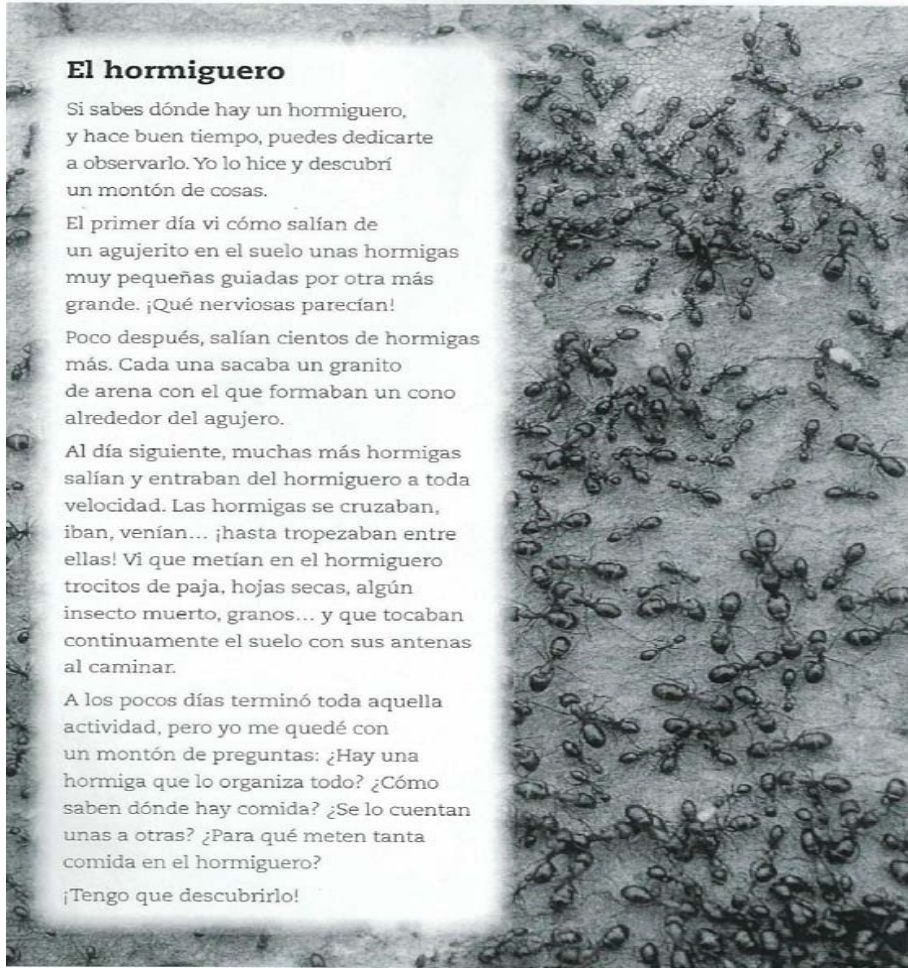 El hormiguero
Si sabes dónde hay un hormiguero,
y hace buen tiempo, puedes dedicarte
a observarlo. Yo lo hice y descubrí
un montón de cosas.
El primer día vi cómo salían de
un agujerito en el suelo unas hormigas
muy pequeñas guiadas por otra más
grande. ¡Qué nerviosas parecían!
Poco después, salían cientos de hormigas
más. Cada una sacaba un granito
de arena con el que formaban un cono
alrededor del agujero.
Al día siguiente, muchas más hormigas
salían y entraban del hormiguero a toda
velocidad. Las hormigas se cruzaban,
iban, venían... ¡hasta tropezaban entre
ellas! Vi que metían en el hormiguero
trocitos de paja, hojas secas, algún
insecto muerto, granos... y que tocaban
continuamente el suelo con sus antenas
al caminar.
A los pocos días terminó toda aquella
actividad, pero yo me quedé con
un montón de preguntas: ¿Hay una
hormiga que lo organiza todo? ¿Cómo
saben dónde hay comida? ¿Se lo cuentan
unas a otras? ¿Para qué meten tanta
comida en el hormiguero?
¡Tengo que descubrirlo!